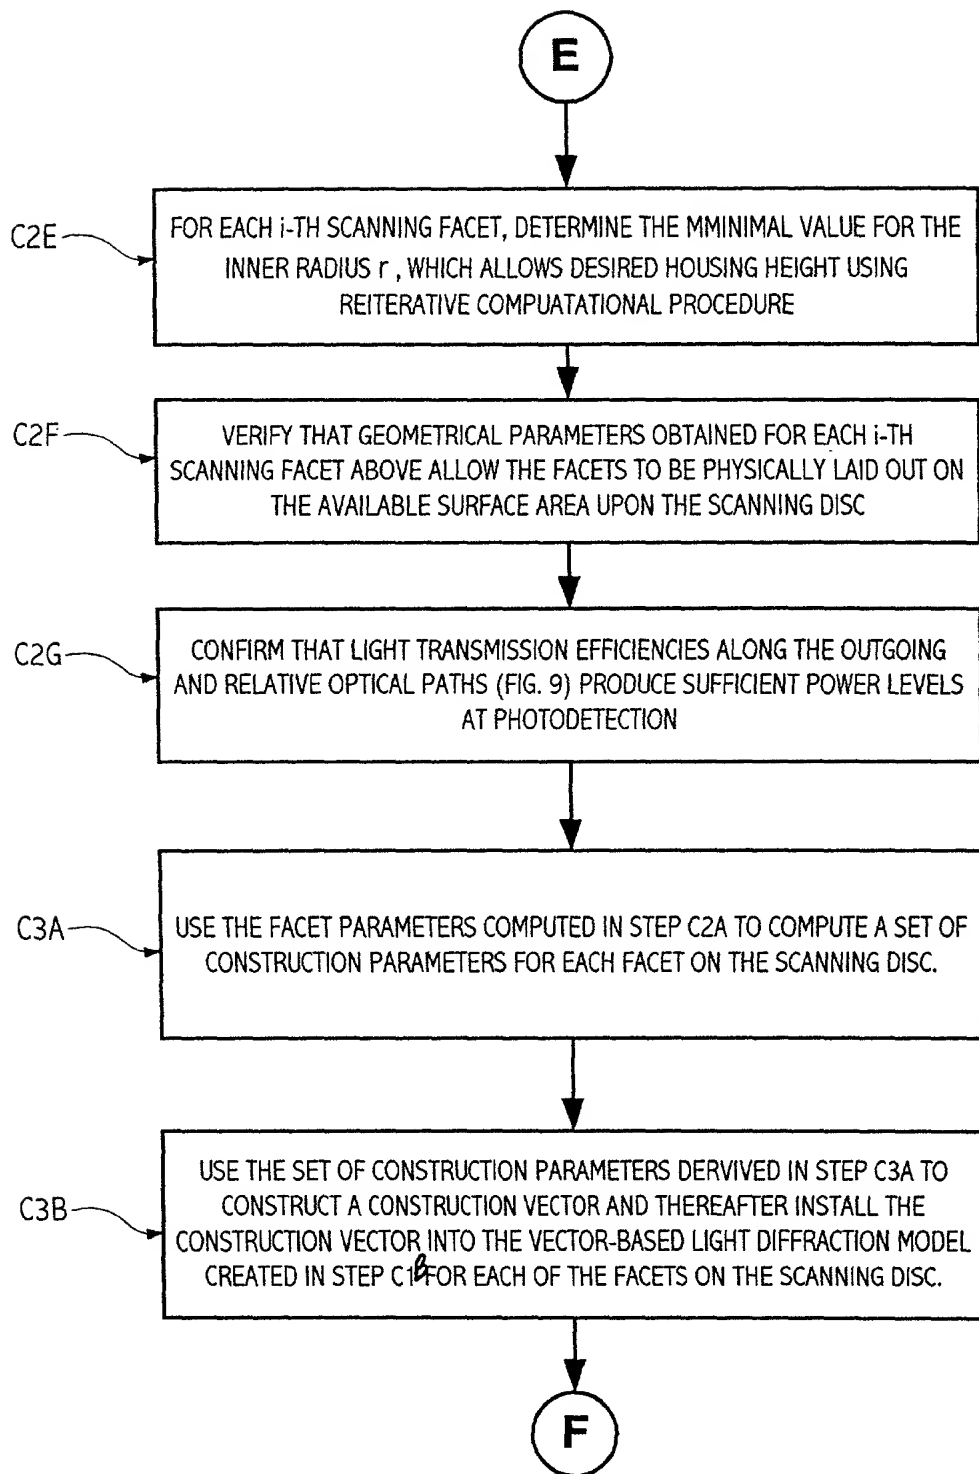 E
C2E
FOR EACH i-TH SCANNING FACET, DETERMINE THE MMINIMAL VALUE FOR THE
INNER RADIUS r, WHICH ALLOWS DESIRED HOUSING HEIGHT USING
REITERATIVE COMPUATATIONAL PROCEDURE
C2F
VERIFY THAT GEOMETRICAL PARAMETERS OBTAINED FOR EACH i-TH
SCANNING FACET ABOVE ALLOW THE FACETS TO BE PHYSICALLY LAID OUT ON
THE AVAILABLE SURFACE AREA UPON THE SCANNING DISC
C2G
CONFIRM THAT LIGHT TRANSMISSION EFFICIENCIES ALONG THE OUTGOING
AND RELATIVE OPTICAL PATHS (FIG. 9) PRODUCE SUFFICIENT POWER LEVELS
AT PHOTODETECTION
C3A
USE THE FACET PARAMETERS COMPUTED IN STEP C2A TO COMPUTE A SET OF
CONSTRUCTION PARAMETERS FOR EACH FACET ON THE SCANNING DISC.
C3B
USE THE SET OF CONSTRUCTION PARAMETERS DERVIVED IN STEP C3A TO
CONSTRUCT A CONSTRUCTION VECTOR AND THEREAFTER INSTALL THE
CONSTRUCTION VECTOR INTO THE VECTOR-BASED LIGHT DIFFRACTION MODEL
CREATED IN STEP C1B FOR EACH OF THE FACETS ON THE SCANNING DISC.
F